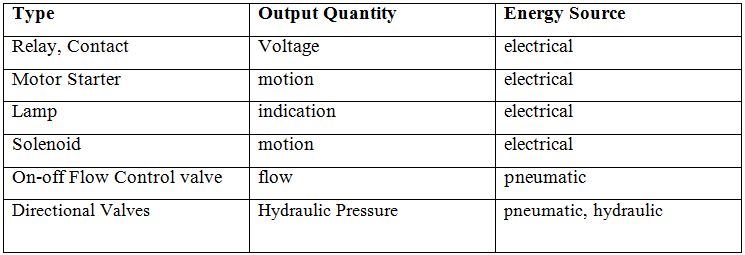 Type Output Quantity Energy Source
Relay, Contact Voltage electrical
Motor Starter motion electrical
Lamp indication electrical
Solenoid motion electrical
On-off Flow Control valve flow pneumatic
Directional Valves Hydraulic Pressure pneumatic, hydraulic